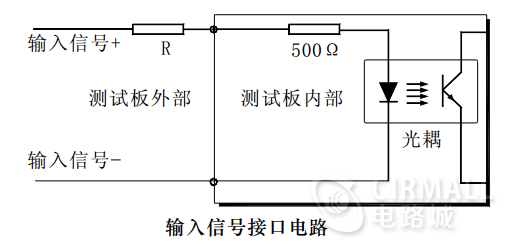 输入信号+
R
500Ω
测试板外部
测试板内部
光耦
输入信号-
CIRMALL
电路城
输入信号接口电路